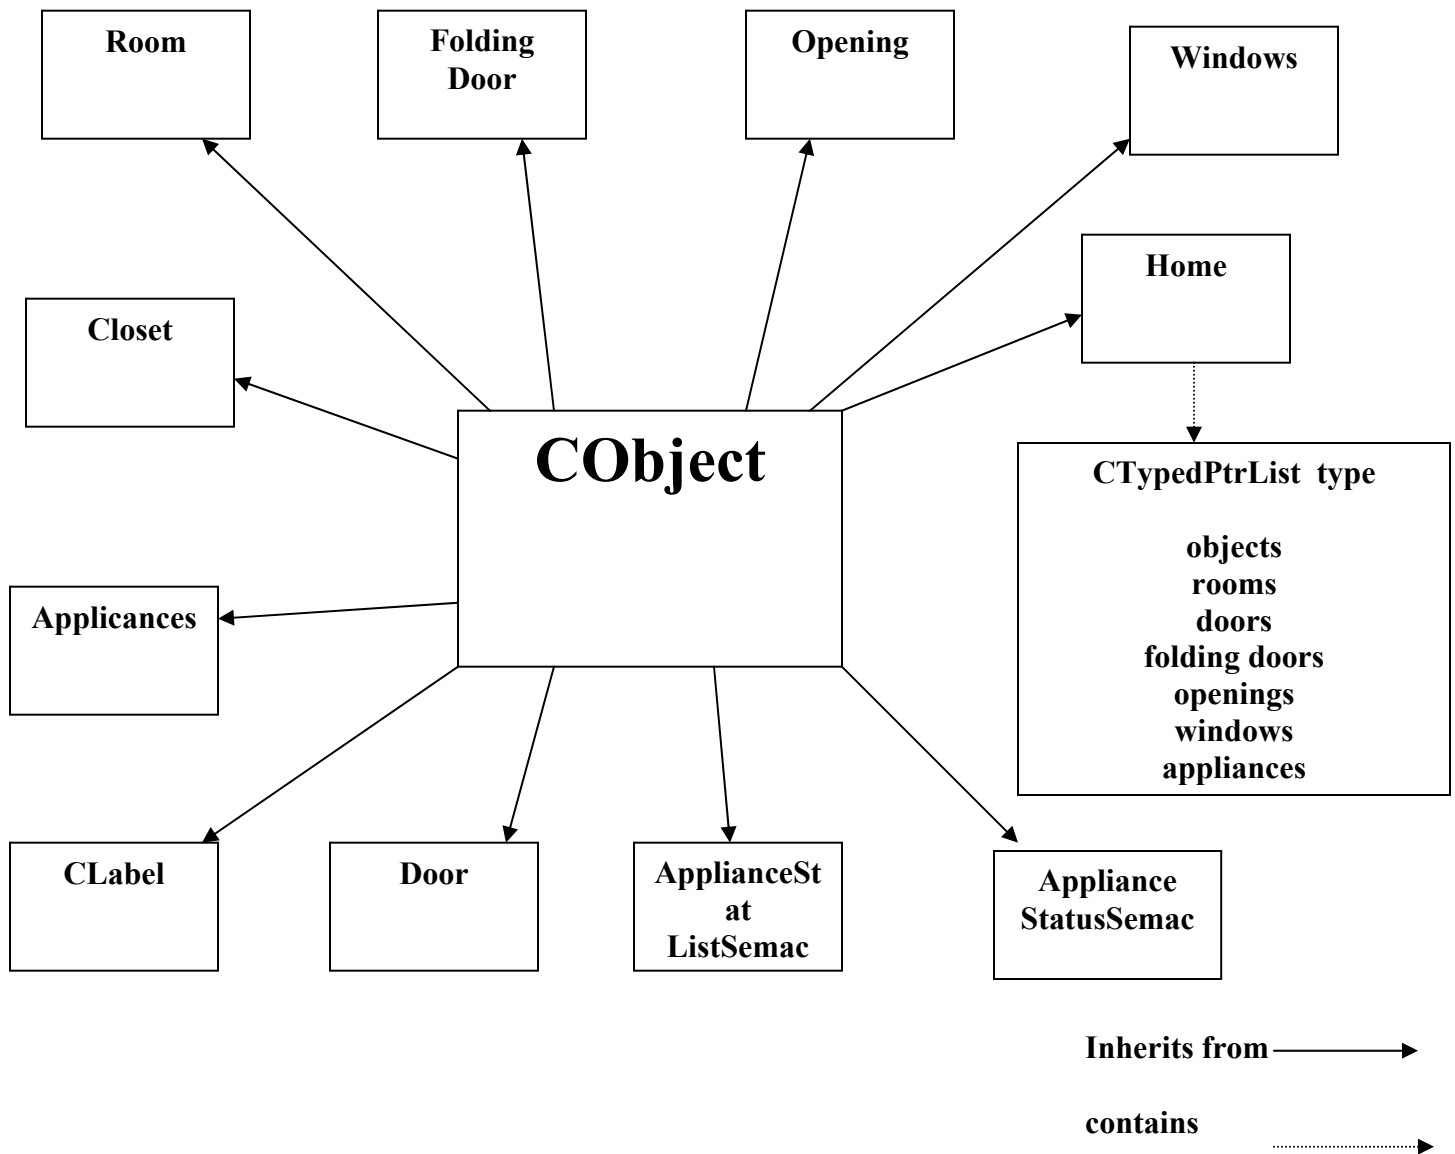 Room
Folding
Door
Opening
Windows
Home
Closet
CObject
CTypedPtrList type
objects
rooms
doors
folding doors
openings
windows
appliances
Applicances
CLabel
Door
ApplianceSt
at
ListSemac
Appliance
StatusSemac
Inherits from
contains